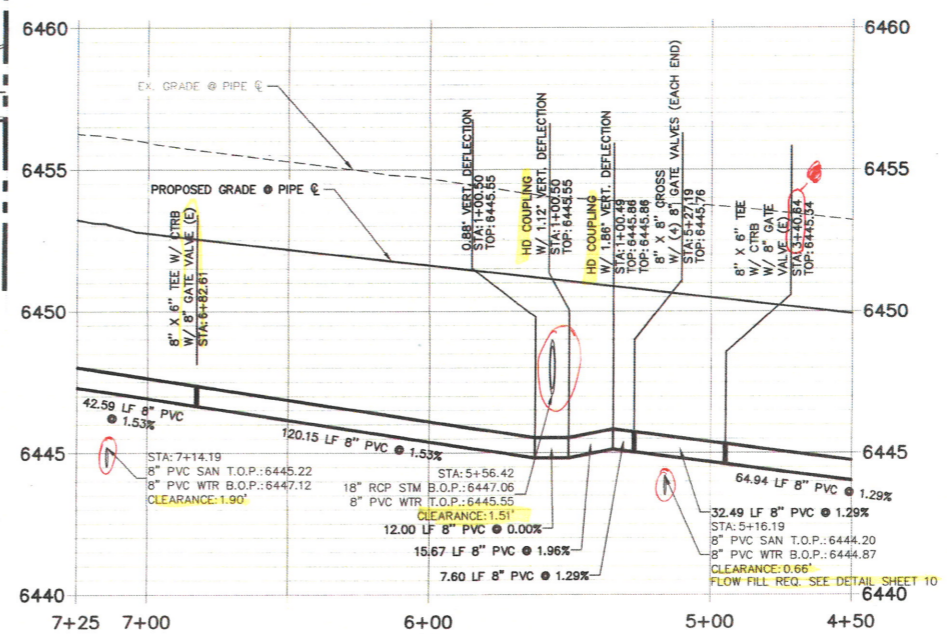 6460
6455
6450
6445
6440
6460
6455
6450
6445
6440
EX. GRADE @ PIPE ℄
PROPOSED GRADE @ PIPE ℄
8" X 6" TEE W/ CTRB
W/ 8" GATE VALVE (E)
STA: 6+82.61
0.88° VERT. DEFLECTION
STA:1+00.50
TOP:6445.55
HD COUPLING
W/ 1.12° VERT. DEFLECTION
STA:1+00.50
TOP:6445.55
HD COUPLING
W/ 1.86° VERT. DEFLECTION
STA:1+00.49
TOP:6445.86
TOP:6445.86
8" X 8" CROSS
W/ (4) 8" GATE VALVES (EACH END)
STA:5+27.19
TOP:6445.76
8" X 6" TEE
W/ CTRB
W/ 8" GATE
VALVE (E)
STA:3+40.84
TOP:6445.34
42.59 LF 8" PVC
@ 1.53%
120.15 LF 8" PVC @ 1.53%
STA: 7+14.19
8" PVC SAN T.O.P.:6445.22
8" PVC WTR B.O.P.:6447.12
CLEARANCE: 1.90'
STA: 5+56.42
18" RCP STM B.O.P.:6447.06
8" PVC WTR T.O.P.:6445.55
CLEARANCE: 1.51'
12.00 LF 8" PVC @ 0.00%
15.67 LF 8" PVC @ 1.96%
7.60 LF 8" PVC @ 1.29%
64.94 LF 8" PVC @ 1.29%
32.49 LF 8" PVC @ 1.29%
STA: 5+16.19
8" PVC SAN T.O.P.:6444.20
8" PVC WTR B.O.P.:6444.87
CLEARANCE: 0.66'
FLOW FILL REQ. SEE DETAIL SHEET 10
7+25 7+00 6+00 5+00 4+50